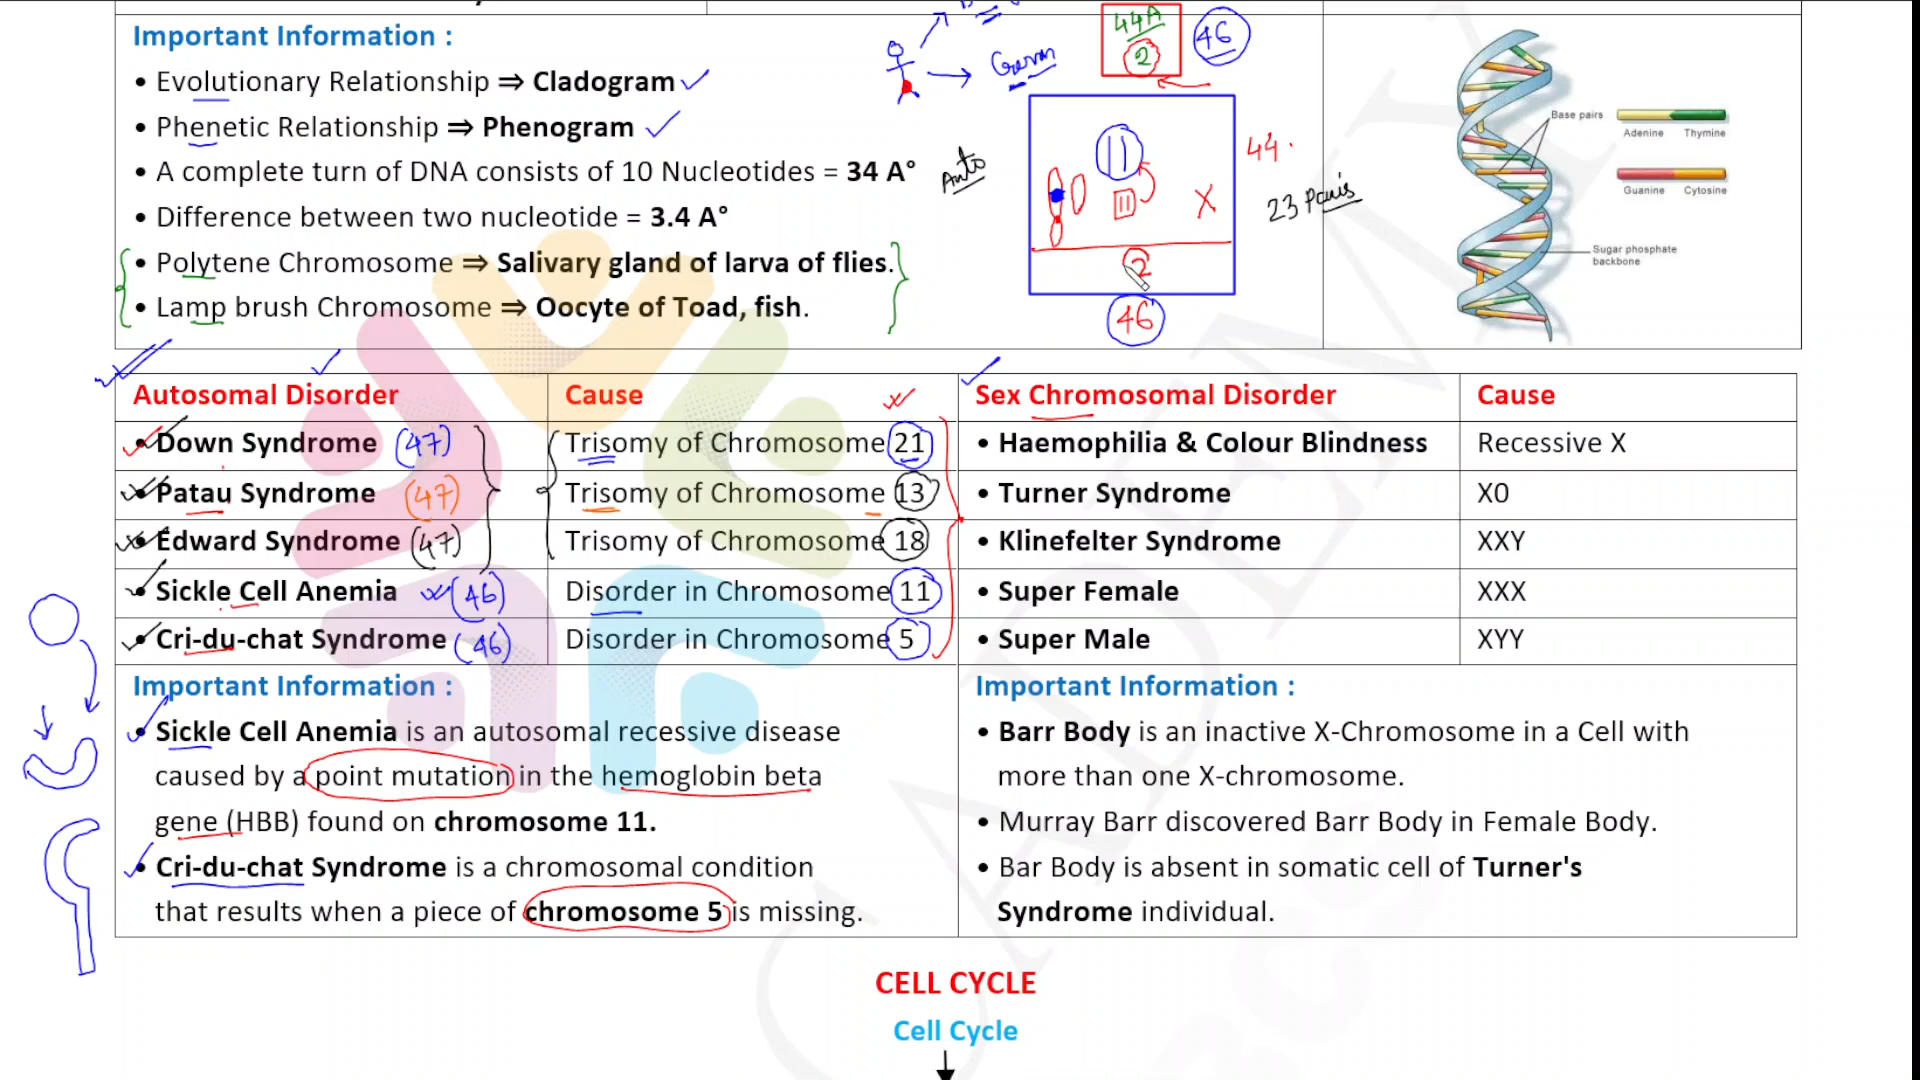 Important Information :
• Evolutionary Relationship ⇒ Cladogram
• Phenetic Relationship ⇒ Phenogram
• A complete turn of DNA consists of 10 Nucleotides = 34 A°
• Difference between two nucleotide = 3.4 A°
• Polytene Chromosome ⇒ Salivary gland of larva of flies.
• Lamp brush Chromosome ⇒ Oocyte of Toad, fish.
44A
2
46
Auto
44.
23 Pairs
X
2
46
Base pairs
Adenine Thymine
Guanine Cytosine
Sugar phosphate
backbone
Autosomal Disorder Cause Sex Chromosomal Disorder Cause
• Down Syndrome (47) Trisomy of Chromosome 21 • Haemophilia & Colour Blindness Recessive X
• Patau Syndrome (47) Trisomy of Chromosome 13 • Turner Syndrome X0
• Edward Syndrome (47) Trisomy of Chromosome 18 • Klinefelter Syndrome XXY
• Sickle Cell Anemia (46) Disorder in Chromosome 11 • Super Female XXX
• Cri-du-chat Syndrome (46) Disorder in Chromosome 5 • Super Male XYY
Important Information :
• Sickle Cell Anemia is an autosomal recessive disease
caused by a point mutation in the hemoglobin beta
gene (HBB) found on chromosome 11.
• Cri-du-chat Syndrome is a chromosomal condition
that results when a piece of chromosome 5 is missing.
Important Information :
• Barr Body is an inactive X-Chromosome in a Cell with
more than one X-chromosome.
• Murray Barr discovered Barr Body in Female Body.
• Bar Body is absent in somatic cell of Turner's
Syndrome individual.
CELL CYCLE
Cell Cycle